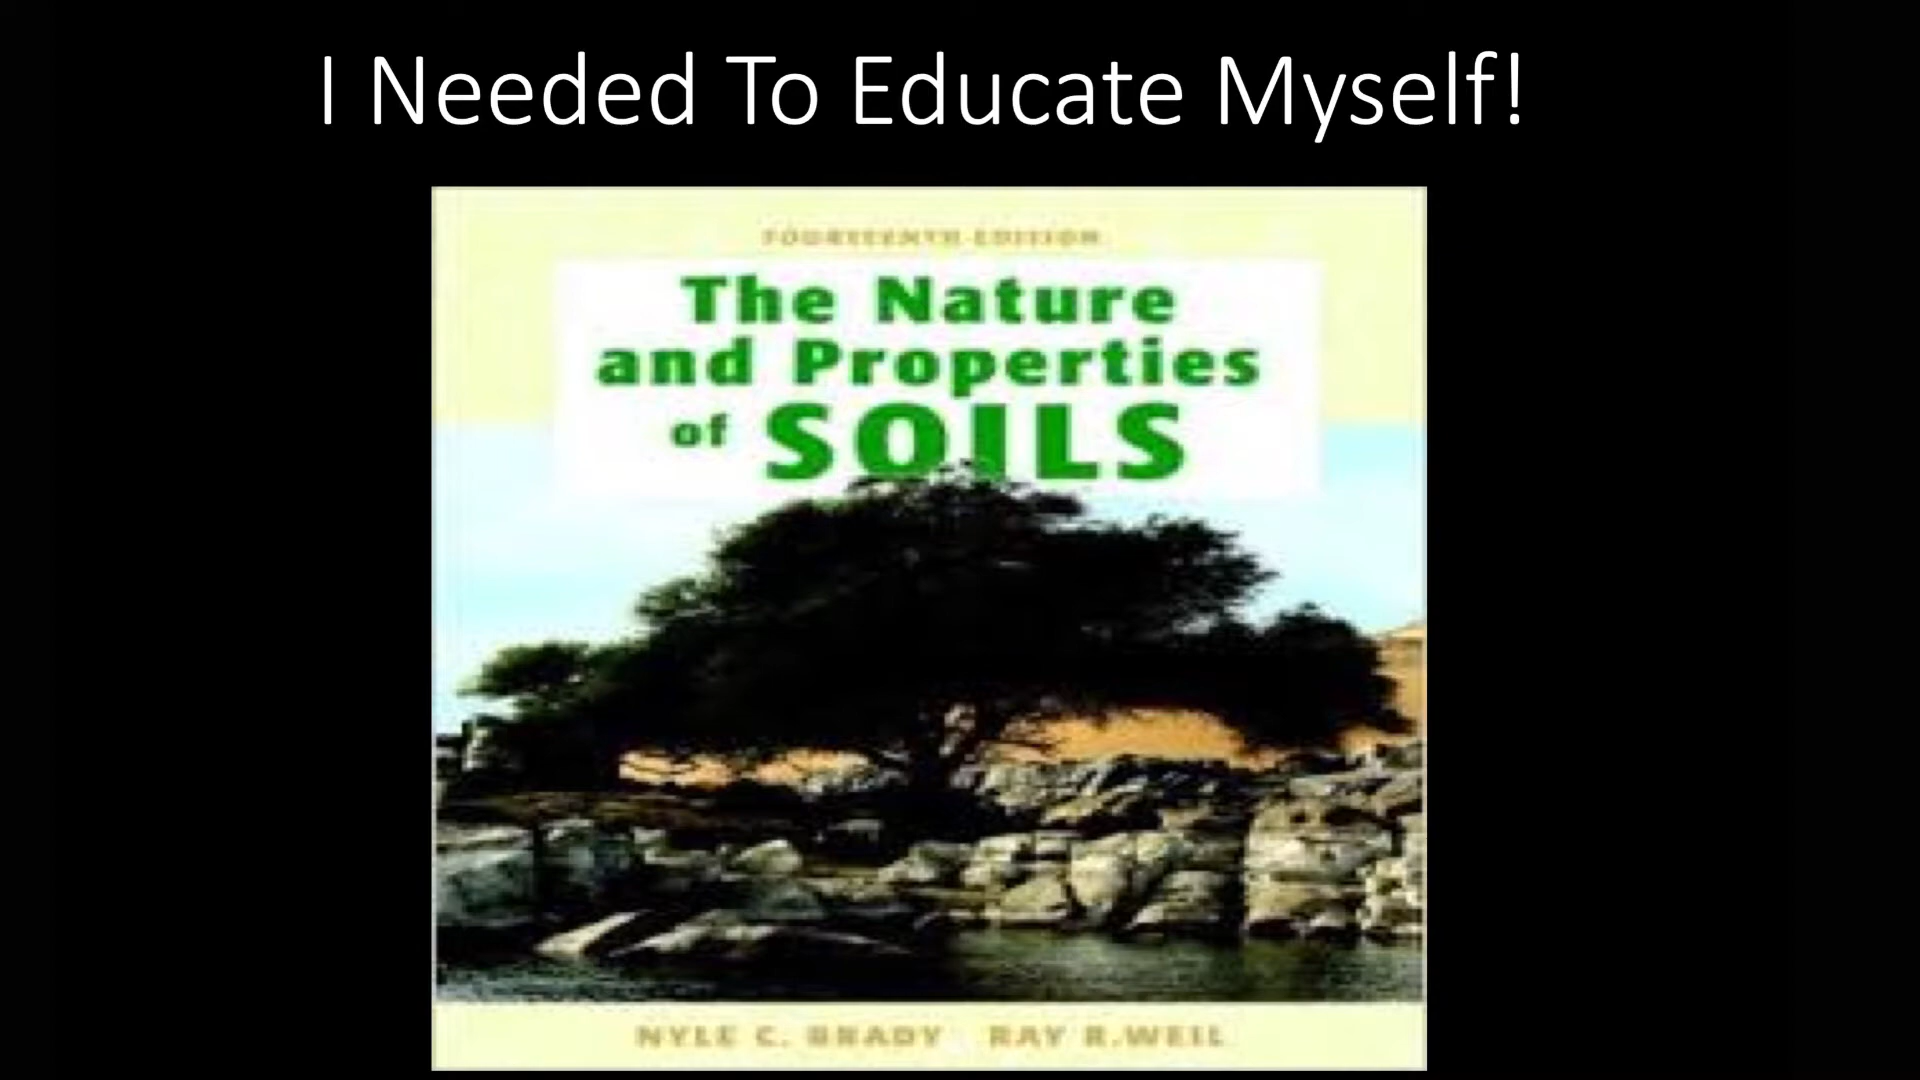 I Needed To Educate Myself!
FOURTEENTH EDITION
The Nature
and Properties
of SOILS
NYLE C. BRADY RAY R. WEIL